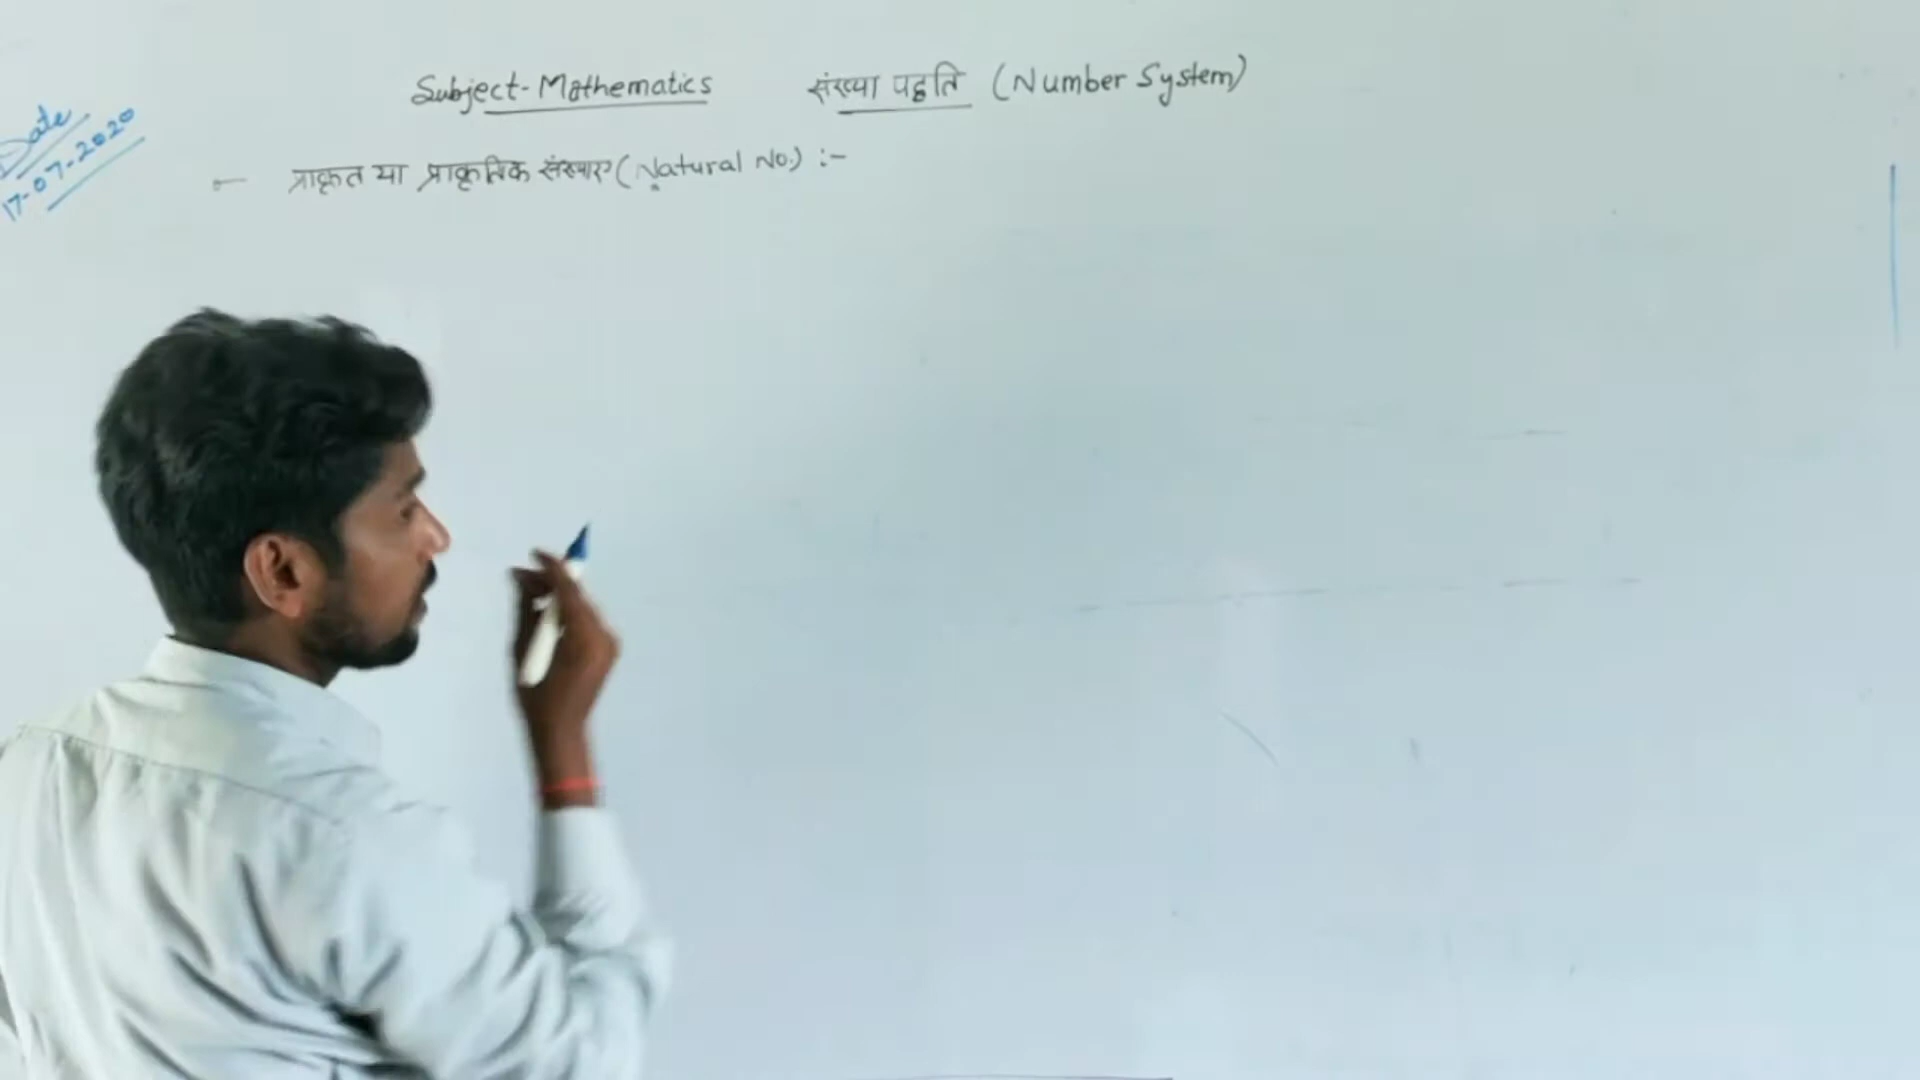 Subject-Mathematics संख्या पद्धति (Number System)
Date
17-07-2020
प्राकृत या प्राकृतिक संख्याए (Natural No.) :-